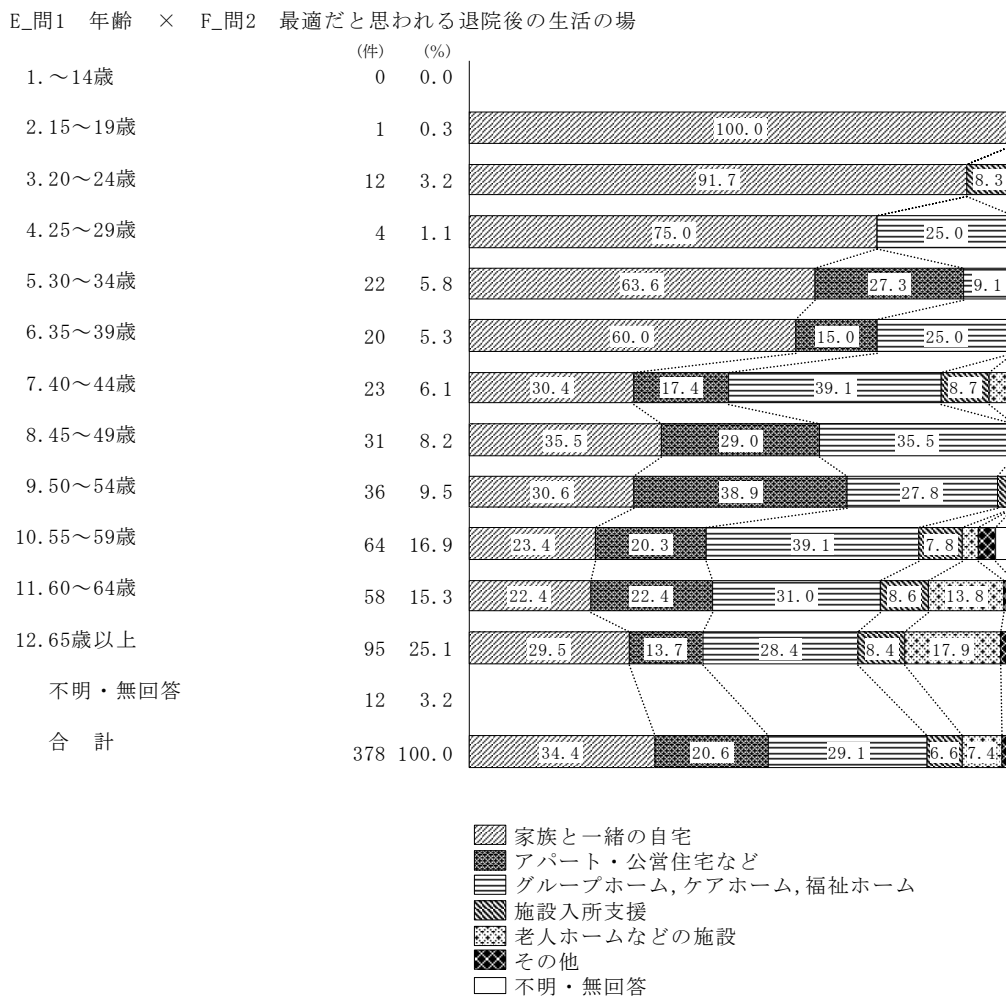 E_問1　年齢　×　F_問2　最適だと思われる退院後の生活の場
(件) (%)
1.～14歳 0 0.0
2.15～19歳 1 0.3 100.0
3.20～24歳 12 3.2 91.7 8.3
4.25～29歳 4 1.1 75.0 25.0
5.30～34歳 22 5.8 63.6 27.3 9.1
6.35～39歳 20 5.3 60.0 15.0 25.0
7.40～44歳 23 6.1 30.4 17.4 39.1 8.7
8.45～49歳 31 8.2 35.5 29.0 35.5
9.50～54歳 36 9.5 30.6 38.9 27.8
10.55～59歳 64 16.9 23.4 20.3 39.1 7.8
11.60～64歳 58 15.3 22.4 22.4 31.0 8.6 13.8
12.65歳以上 95 25.1 29.5 13.7 28.4 8.4 17.9
不明・無回答 12 3.2
合　計 378 100.0 34.4 20.6 29.1 6.6 7.4
家族と一緒の自宅
アパート・公営住宅など
グループホーム,ケアホーム,福祉ホーム
施設入所支援
老人ホームなどの施設
その他
不明・無回答